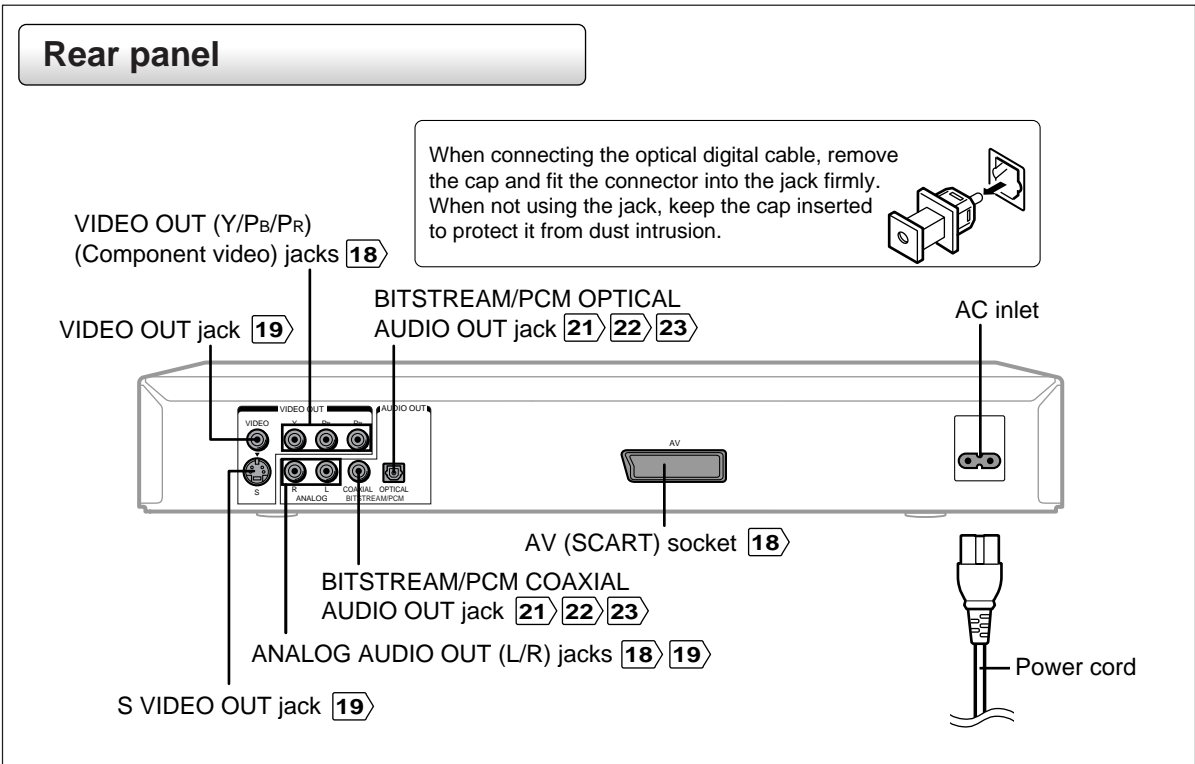 Rear panel
When connecting the optical digital cable, remove
the cap and fit the connector into the jack firmly.
When not using the jack, keep the cap inserted
to protect it from dust intrusion.
VIDEO OUT (Y/PB/PR)
(Component video) jacks 18
BITSTREAM/PCM OPTICAL
AUDIO OUT jack 21 22 23
AC inlet
VIDEO OUT jack 19
VIDEO OUT
AUDIO OUT
VIDEO
Y
AV
S
R
L
COAXIAL
OPTICAL
ANALOG
BITSTREAM/PCM
AV (SCART) socket 18
BITSTREAM/PCM COAXIAL
AUDIO OUT jack 21 22 23
ANALOG AUDIO OUT (L/R) jacks 18 19
Power cord
S VIDEO OUT jack 19